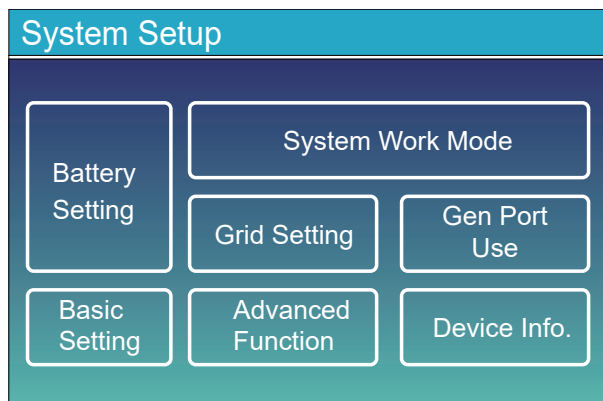 System Setup
Battery
Setting
System Work Mode
Grid Setting
Gen Port
Use
Basic
Setting
Advanced
Function
Device Info.